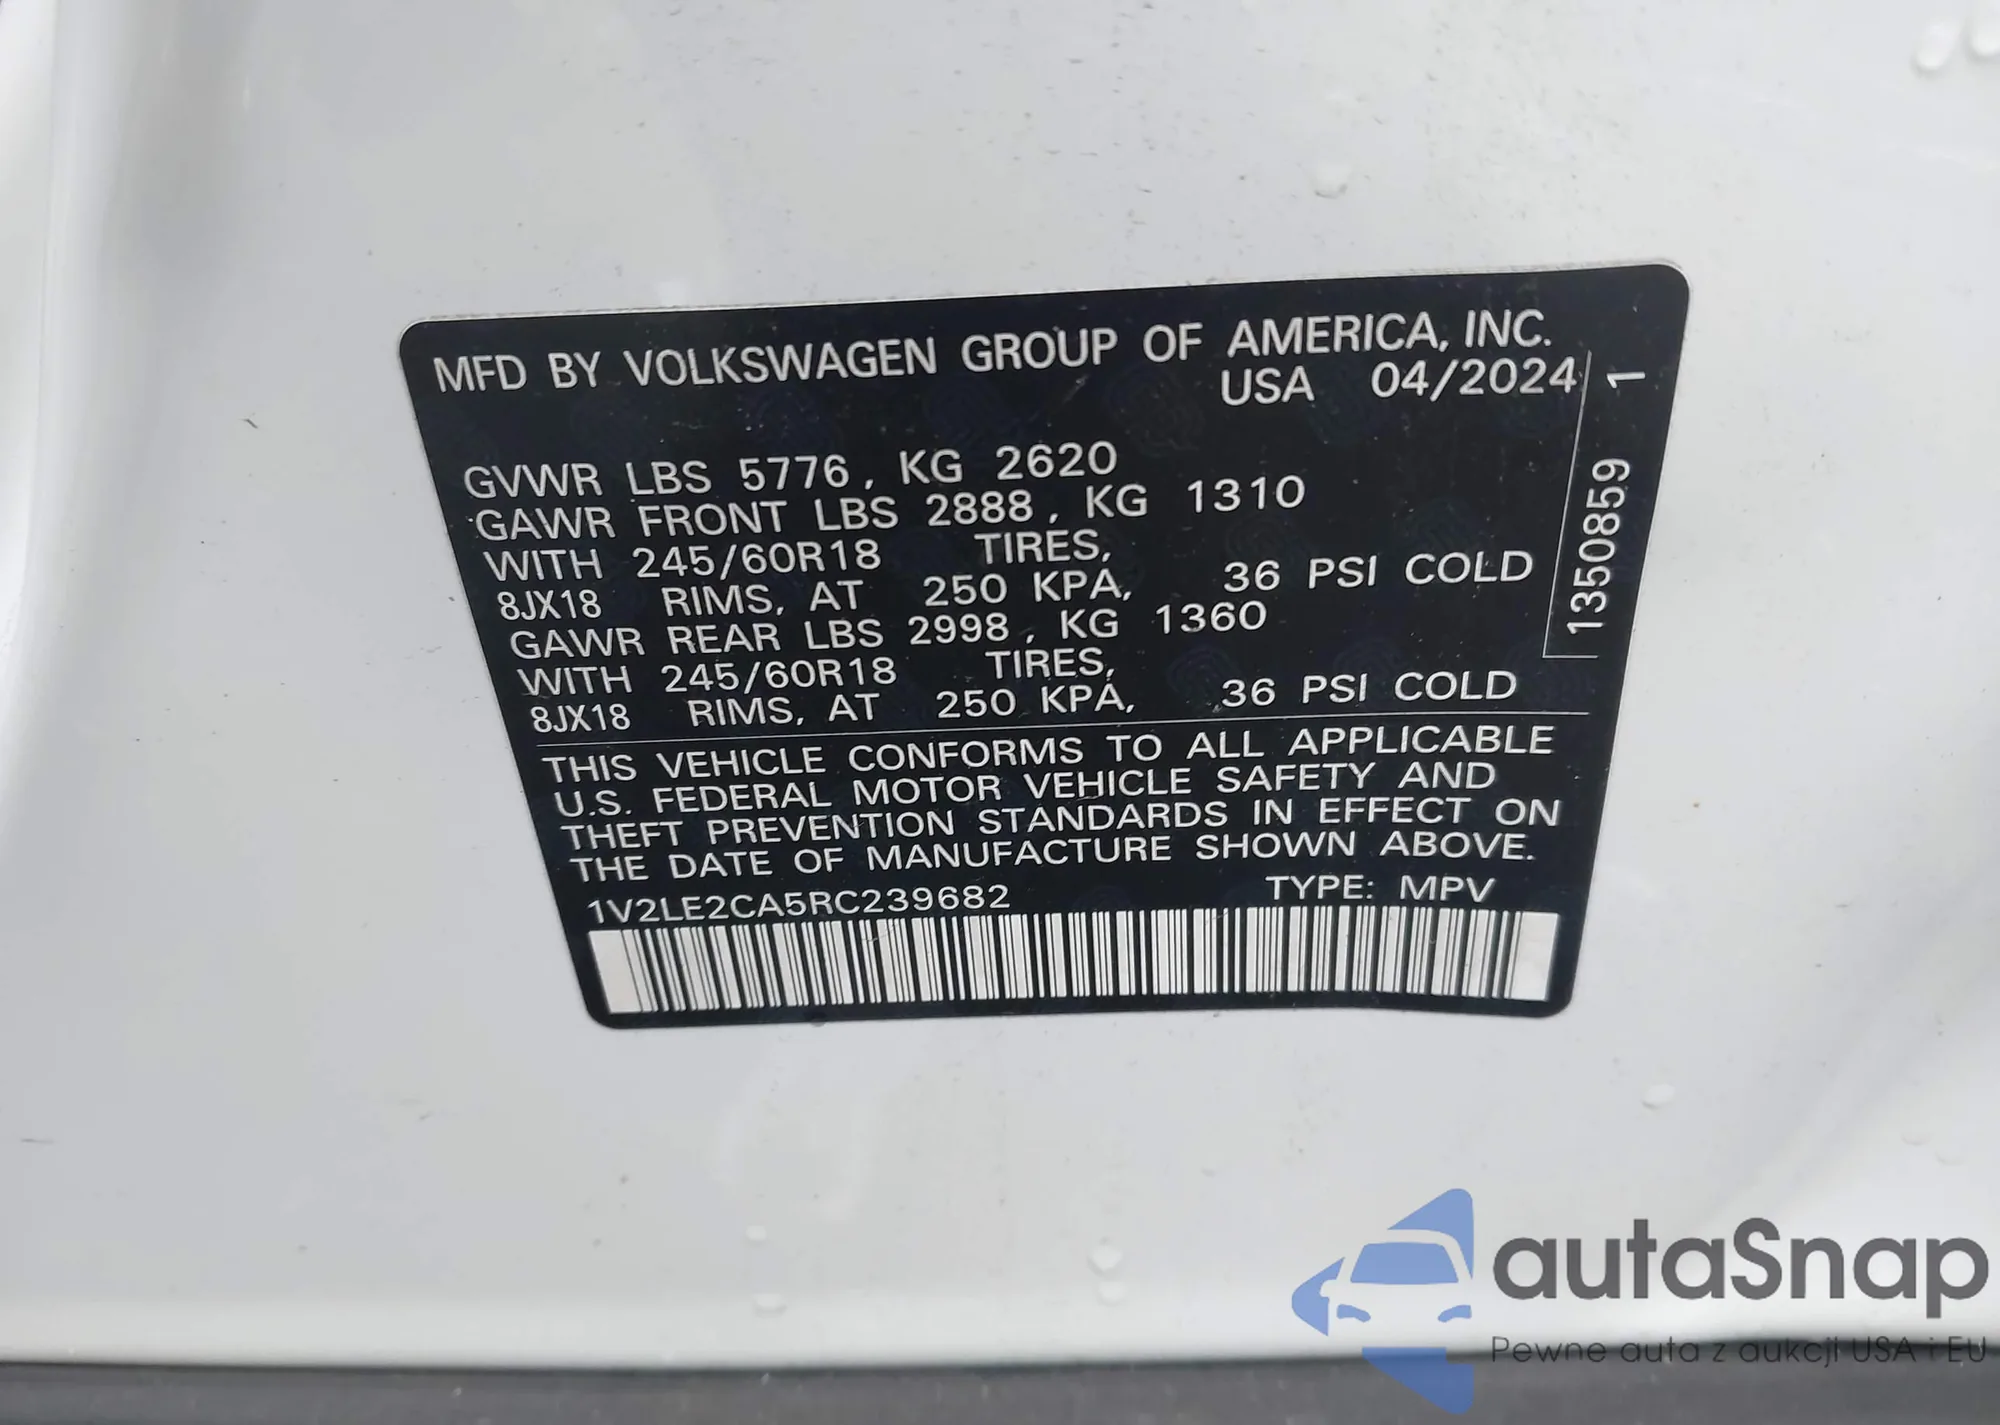 MFD BY VOLKSWAGEN GROUP OF AMERICA, INC.
USA 04/2024
GVWR LBS 5776, KG 2620
GAWR FRONT LBS 2888, KG 1310
WITH 245/60R18 TIRES,
8JX18 RIMS, AT 250 KPA, 36 PSI COLD
GAWR REAR LBS 2998, KG 1360
WITH 245/60R18 TIRES,
8JX18 RIMS, AT 250 KPA, 36 PSI COLD
THIS VEHICLE CONFORMS TO ALL APPLICABLE
U.S. FEDERAL MOTOR VEHICLE SAFETY AND
THEFT PREVENTION STANDARDS IN EFFECT ON
THE DATE OF MANUFACTURE SHOWN ABOVE.
1V2LE2CA5RC239682 TYPE: MPV
1350859 1
autaSnap
Pewne auta z aukcji USA i EU